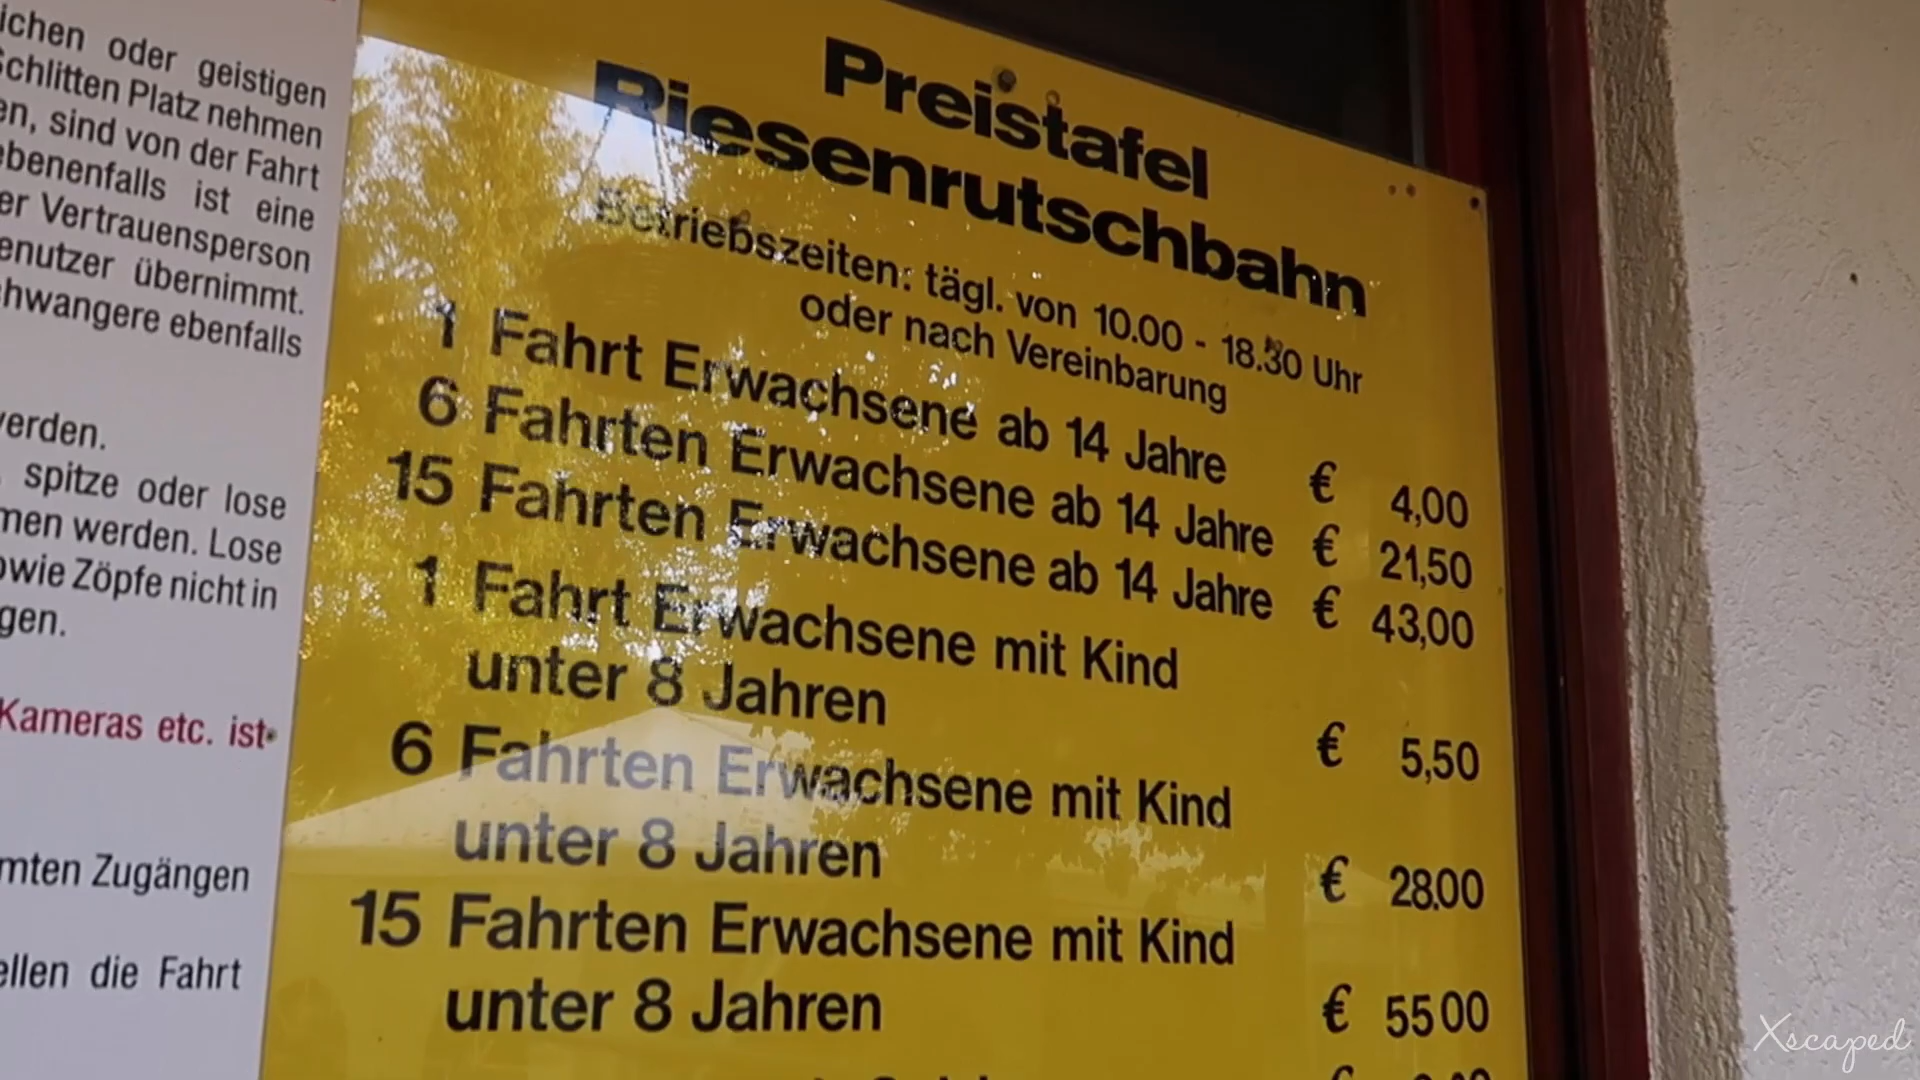 ichen oder geistigen
Schlitten Platz nehmen
en, sind von der Fahrt
ebenenfalls ist eine
er Vertrauensperson
enutzer übernimmt.
hwangere ebenfalls
werden.
spitze oder lose
men werden. Lose
owie Zöpfe nicht in
gen.
Kameras etc. ist
mten Zugängen
ellen die Fahrt
Preistafel
Riesenrutschbahn
Betriebszeiten: tägl. von 10.00 - 18.30 Uhr
oder nach Vereinbarung
1 Fahrt Erwachsene ab 14 Jahre € 4,00
6 Fahrten Erwachsene ab 14 Jahre € 21,50
15 Fahrten Erwachsene ab 14 Jahre € 43,00
1 Fahrt Erwachsene mit Kind
unter 8 Jahren € 5,50
6 Fahrten Erwachsene mit Kind
unter 8 Jahren € 28.00
15 Fahrten Erwachsene mit Kind
unter 8 Jahren € 55 00
Xscaped